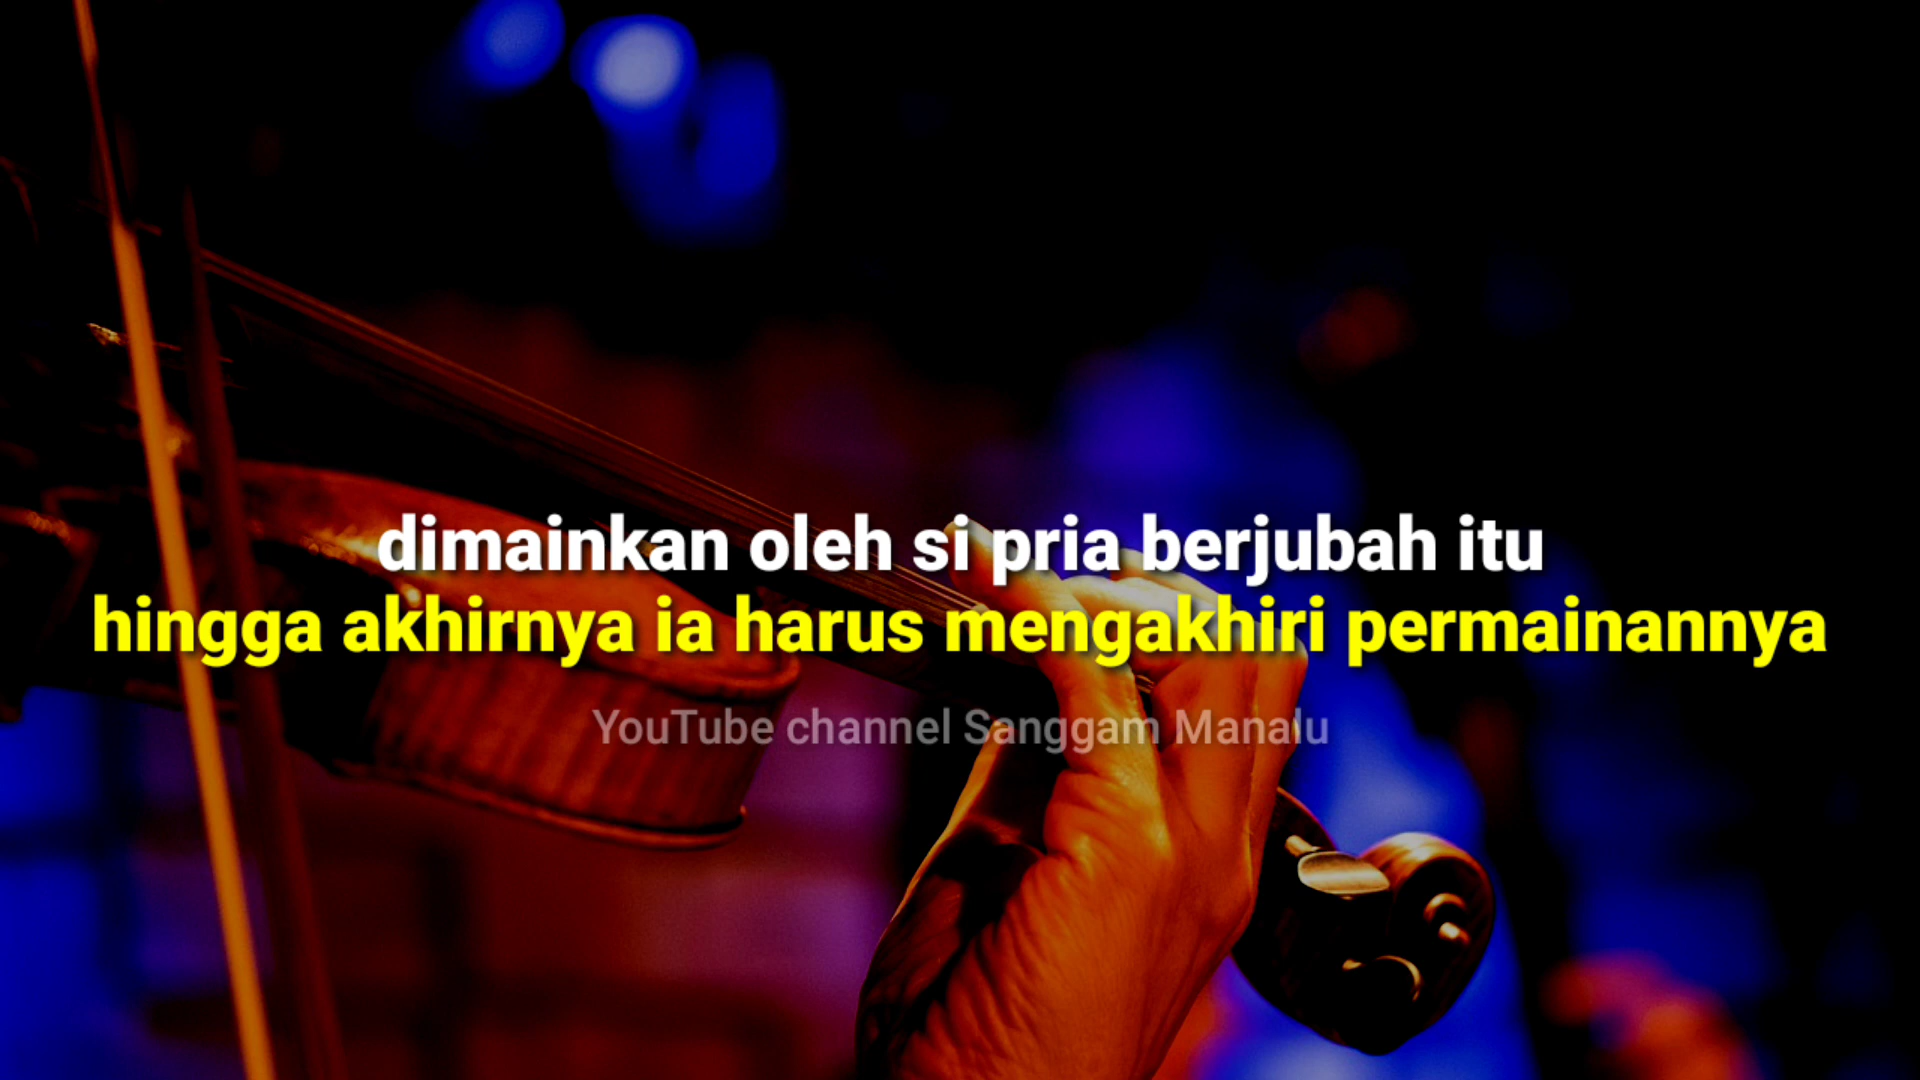 dimainkan oleh si pria berjubah itu
hingga akhirnya ia harus mengakhiri permainannya
YouTube channel Sanggam Manalu